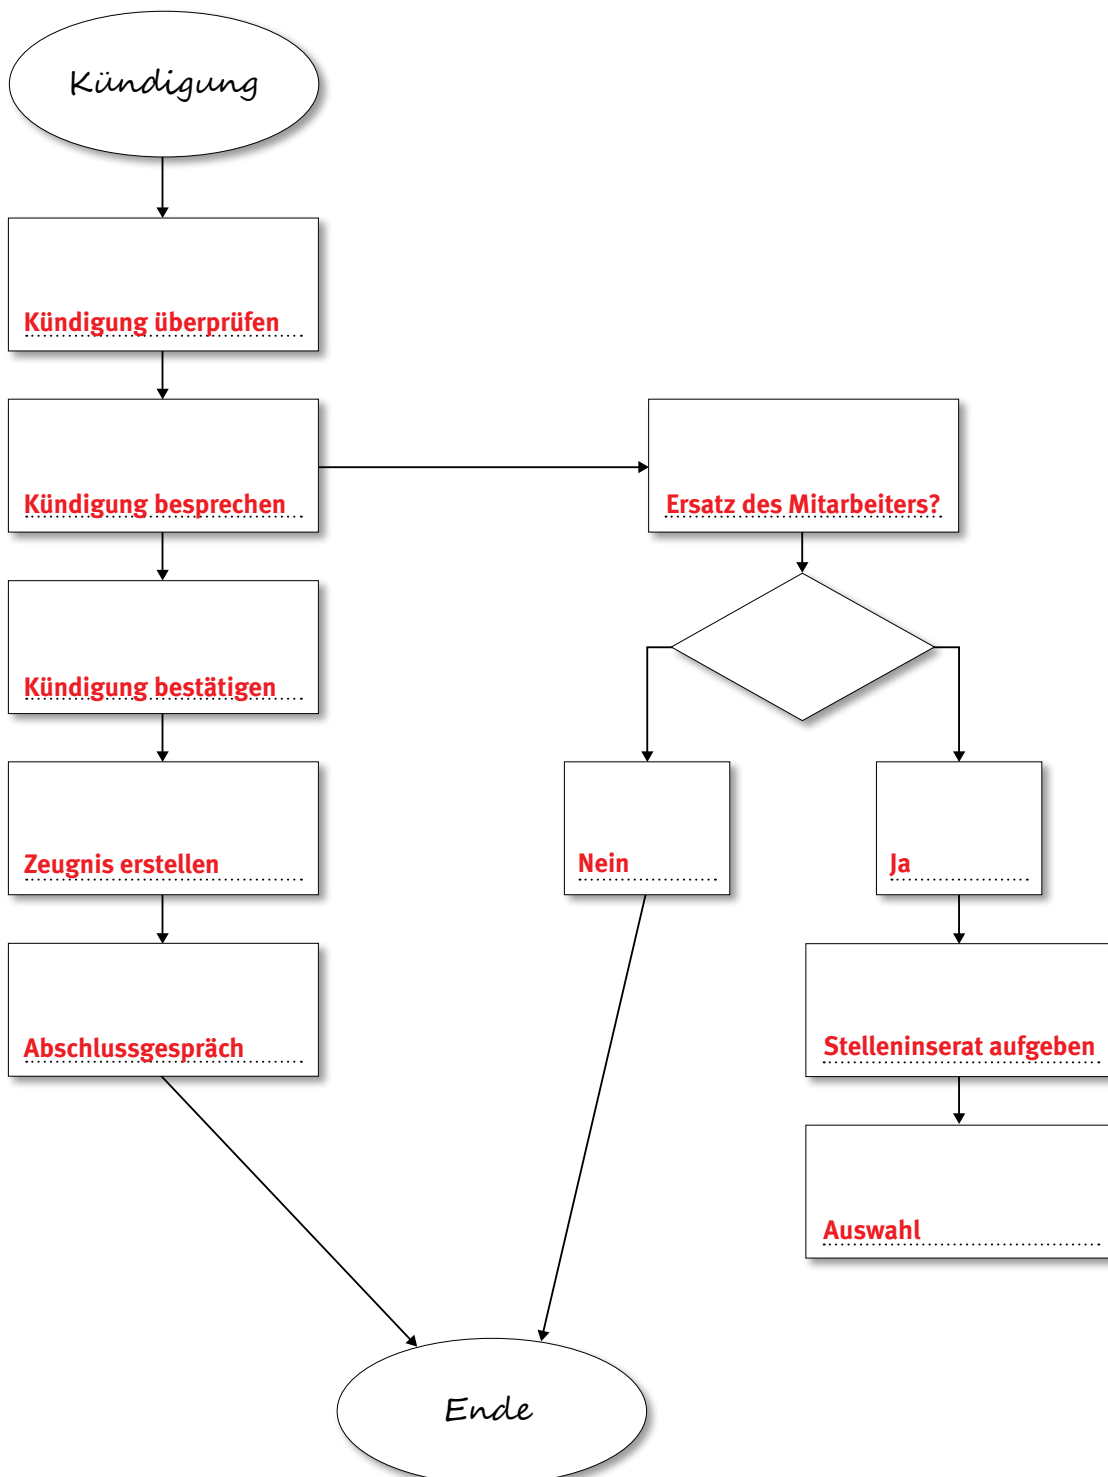 Kündigung
Kündigung überprüfen
Kündigung besprechen
Ersatz des Mitarbeiters?
Kündigung bestätigen
Zeugnis erstellen
Nein
Ja
Abschlussgespräch
Stelleninserat aufgeben
Auswahl
Ende